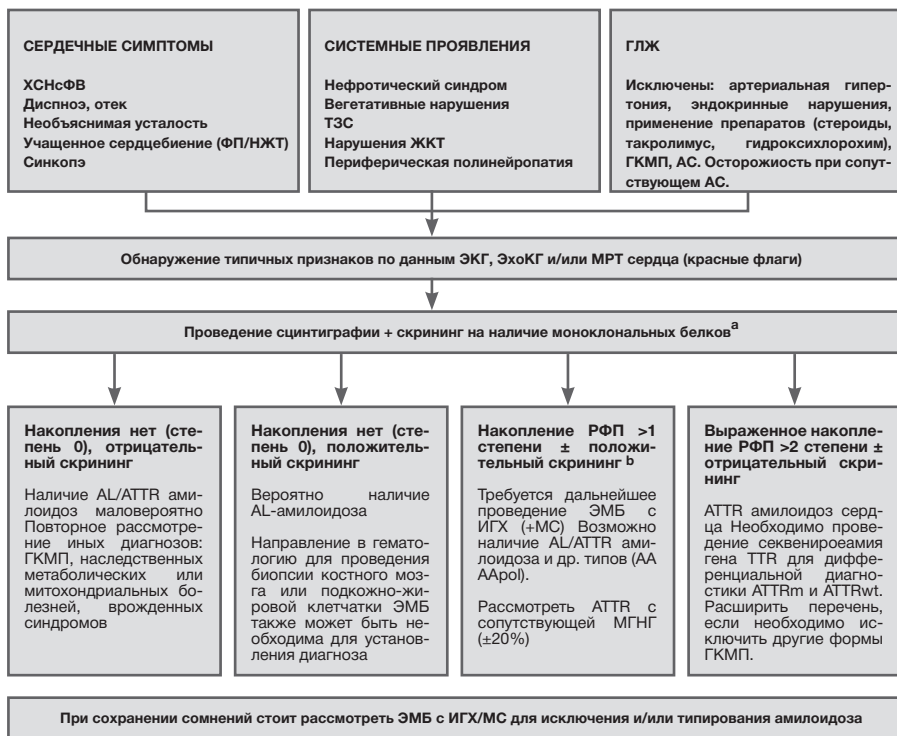 СЕРДЕЧНЫЕ СИМПТОМЫ
ХСНсФВ
Диспноэ, отек
Необъяснимая усталость
Учащенное сердцебиение (ФП/НЖТ)
Синкопэ
СИСТЕМНЫЕ ПРОЯВЛЕНИЯ
Нефротический синдром
Вегетативные нарушения
ТЗС
Нарушения ЖКТ
Периферическая полинейропатия
ГЛЖ
Исключены: артериальная гипер-
тония, эндокринные нарушения,
применение препаратов (стероиды,
такролимус, гидроксихлорохим),
ГКМП, АС. Осторожиость при сопут-
ствующем АС.
Обнаружение типичных признаков по данным ЭКГ, ЭхоКГ и/или МРТ сердца (красные флаги)
Проведение сцинтиграфии + скрининг на наличие моноклональных белков^a
Накопления нет (сте-
пень 0), отрицатель-
ный скрининг
Наличие AL/ATTR ами-
лоидоз маловероятно
Повторное рассмотре-
ние иных диагнозов:
ГКМП, наследственных
метаболических или
митохондриальных бо-
лезней, врожденных
синдромов
Накопления нет (сте-
пень 0), положитель-
ный скрининг
Вероятно наличие
AL-амилоидоза
Направление в гемато-
логию для проведения
биопсии костного моз-
га или подкожно-жи-
ровой клетчатки ЭМБ
также может быть не-
обходима для установ-
ления диагноза
Накопление РФП >1
степени ± положи-
тельный скрининг ^b
Требуется дальнейшее
проведение ЭМБ с
ИГХ (+МС) Возможно
наличие AL/ATTR ами-
лоидоза и др. типов (AA
AApol).
Рассмотреть ATTR с
сопутствующей МГНГ
(±20%)
Выраженное накопле-
ние РФП >2 степени ±
отрицательный скри-
нинг
ATTR амилоидоз серд-
ца Необходимо прове-
дение секвенироеамия
гена TTR для диффе-
ренциальной диагно-
стики ATTRm и ATTRwt.
Расширить перечень,
если необходимо ис-
ключить другие формы
ГКМП.
При сохранении сомнений стоит рассмотреть ЭМБ с ИГХ/МС для исключения и/или типирования амилоидоза